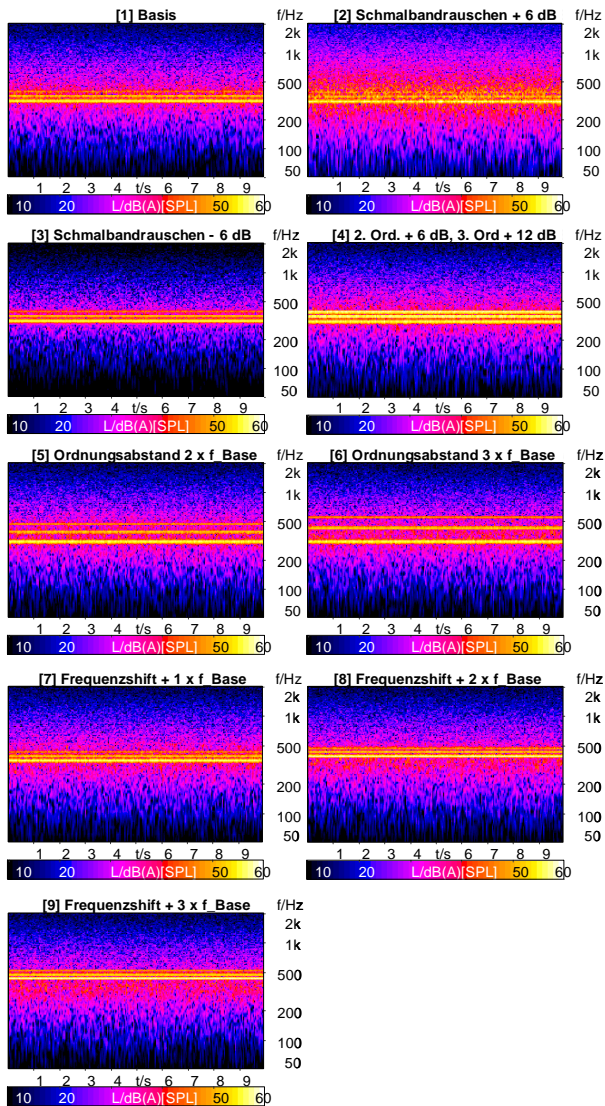 [1] Basis f/Hz
2k
1k
500
200
100
50
1 2 3 4 t/s 6 7 8 9
10 20 L/dB(A)[SPL] 50 60
[2] Schmalbandrauschen + 6 dB f/Hz
2k
1k
500
200
100
50
1 2 3 4 t/s 6 7 8 9
10 20 L/dB(A)[SPL] 50 60
[3] Schmalbandrauschen - 6 dB f/Hz
2k
1k
500
200
100
50
1 2 3 4 t/s 6 7 8 9
10 20 L/dB(A)[SPL] 50 60
[4] 2. Ord. + 6 dB, 3. Ord + 12 dB f/Hz
2k
1k
500
200
100
50
1 2 3 4 t/s 6 7 8 9
10 20 L/dB(A)[SPL] 50 60
[5] Ordnungsabstand 2 x f_Base f/Hz
2k
1k
500
200
100
50
1 2 3 4 t/s 6 7 8 9
10 20 L/dB(A)[SPL] 50 60
[6] Ordnungsabstand 3 x f_Base f/Hz
2k
1k
500
200
100
50
1 2 3 4 t/s 6 7 8 9
10 20 L/dB(A)[SPL] 50 60
[7] Frequenzshift + 1 x f_Base f/Hz
2k
1k
500
200
100
50
1 2 3 4 t/s 6 7 8 9
10 20 L/dB(A)[SPL] 50 60
[8] Frequenzshift + 2 x f_Base f/Hz
2k
1k
500
200
100
50
1 2 3 4 t/s 6 7 8 9
10 20 L/dB(A)[SPL] 50 60
[9] Frequenzshift + 3 x f_Base f/Hz
2k
1k
500
200
100
50
1 2 3 4 t/s 6 7 8 9
10 20 L/dB(A)[SPL] 50 60